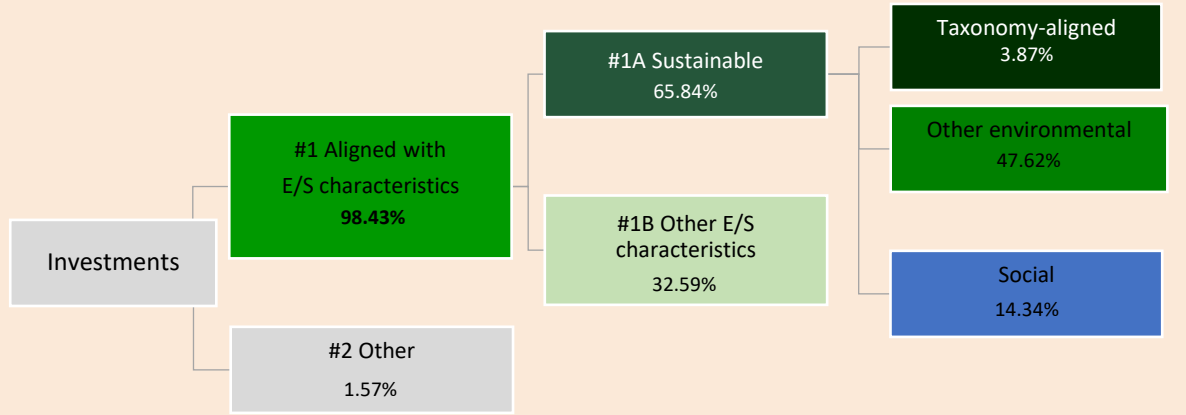 Investments
#1 Aligned with
E/S characteristics
98.43%
#2 Other
1.57%
#1A Sustainable
65.84%
#1B Other E/S
characteristics
32.59%
Taxonomy-aligned
3.87%
Other environmental
47.62%
Social
14.34%